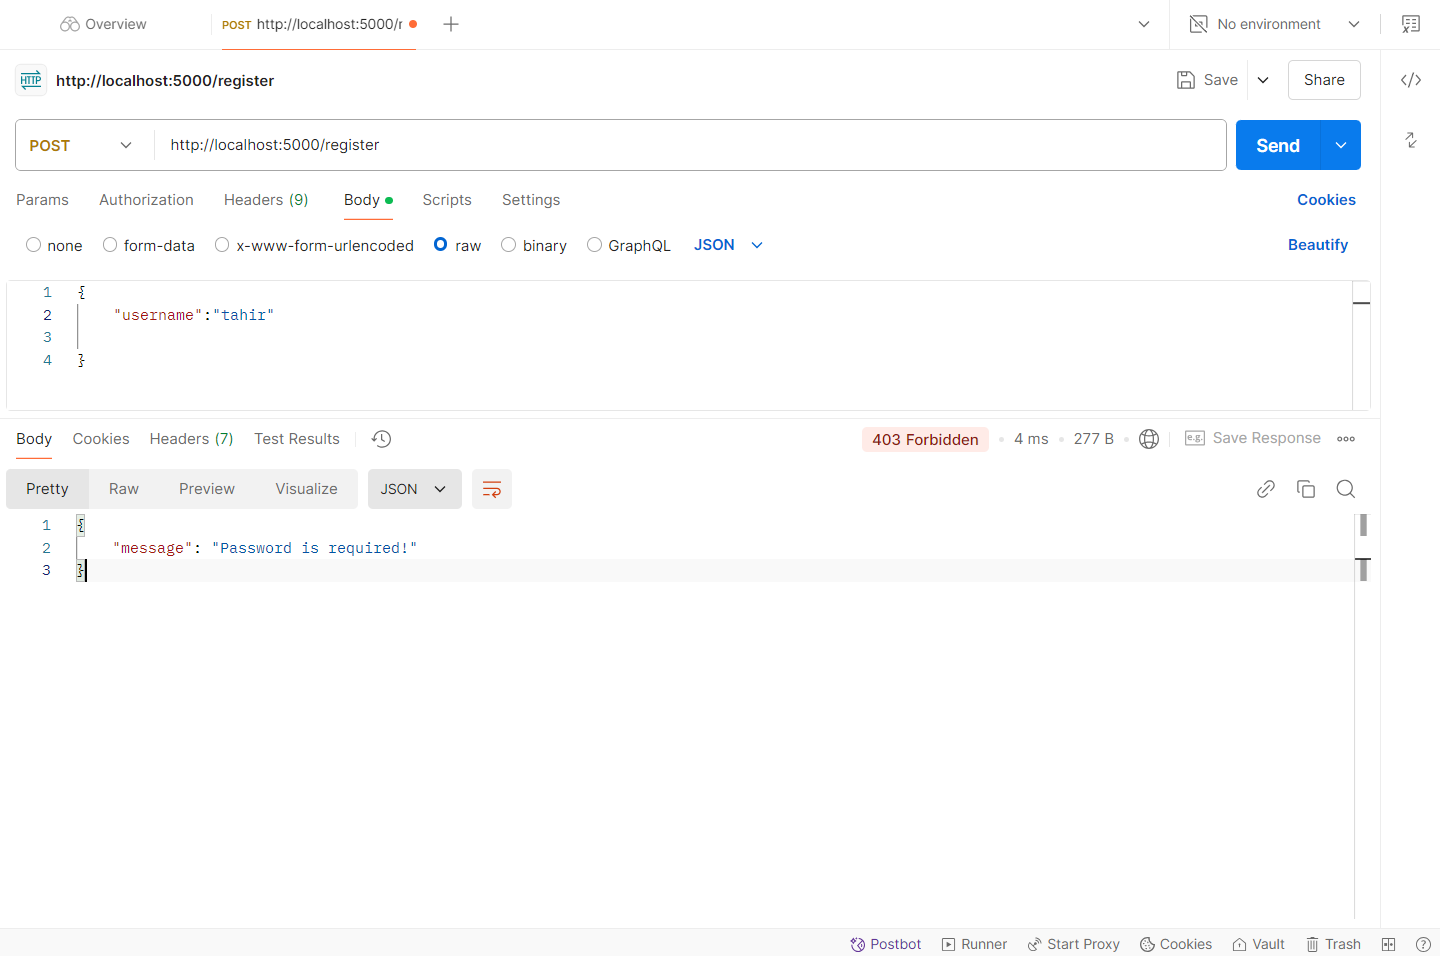 Overview
POST http://localhost:5000/r
No environment
HTTP http://localhost:5000/register
Save
Share
POST http://localhost:5000/register
Send
Params Authorization Headers (9) Body Scripts Settings Cookies
none form-data x-www-form-urlencoded raw binary GraphQL JSON Beautify
1 {
2 "username":"tahir"
3
4 }
Body Cookies Headers (7) Test Results 403 Forbidden 4 ms 277 B e.g. Save Response
Pretty Raw Preview Visualize JSON
1 {
2 "message": "Password is required!"
3 }
Postbot Runner Start Proxy Cookies Vault Trash